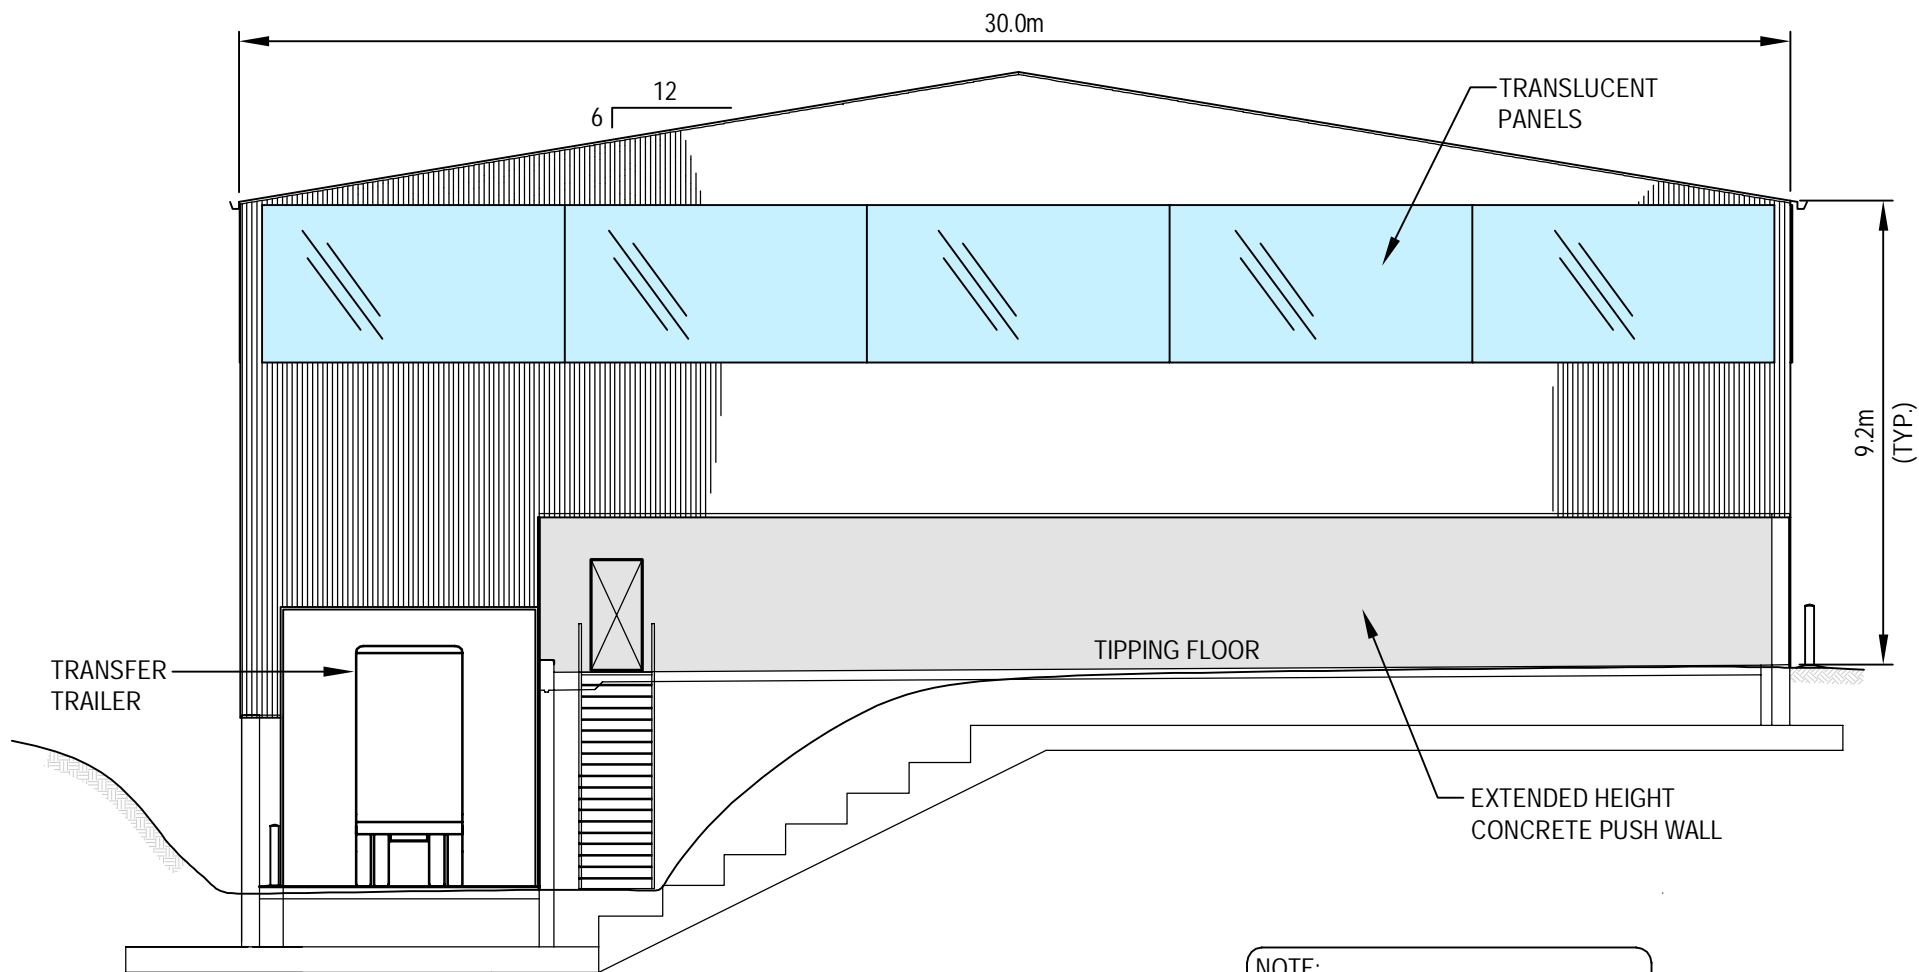 30.0m
12
6
TRANSLUCENT
PANELS
9.2m
(TYP.)
TIPPING FLOOR
TRANSFER
TRAILER
EXTENDED HEIGHT
CONCRETE PUSH WALL
NOTE: